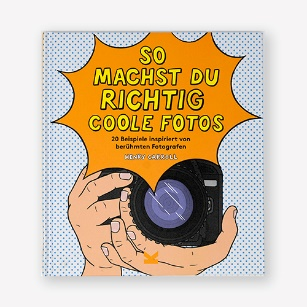 SO
MACHST DU
RICHTIG
COOLE FOTOS
20 Beispiele inspiriert von
berühmten Fotografen
HENRY CARROLL
K